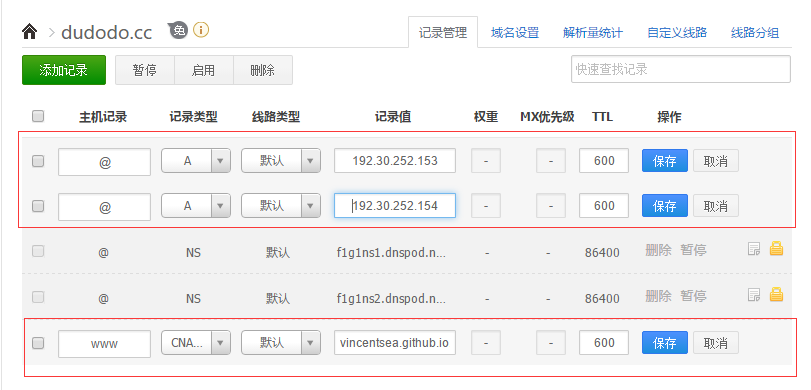 dudodo.cc 免
记录管理 域名设置 解析量统计 自定义线路 线路分组
添加记录 暂停 启用 删除 快速查找记录
主机记录 记录类型 线路类型 记录值 权重 MX优先级 TTL 操作
@ A 默认 192.30.252.153 - - 600 保存 取消
@ A 默认 192.30.252.154 - - 600 保存 取消
@ NS 默认 f1g1ns1.dnspod.n... - - 86400 删除 暂停
@ NS 默认 f1g1ns2.dnspod.n... - - 86400 删除 暂停
www CNA... 默认 vincentsea.github.io - - 600 保存 取消